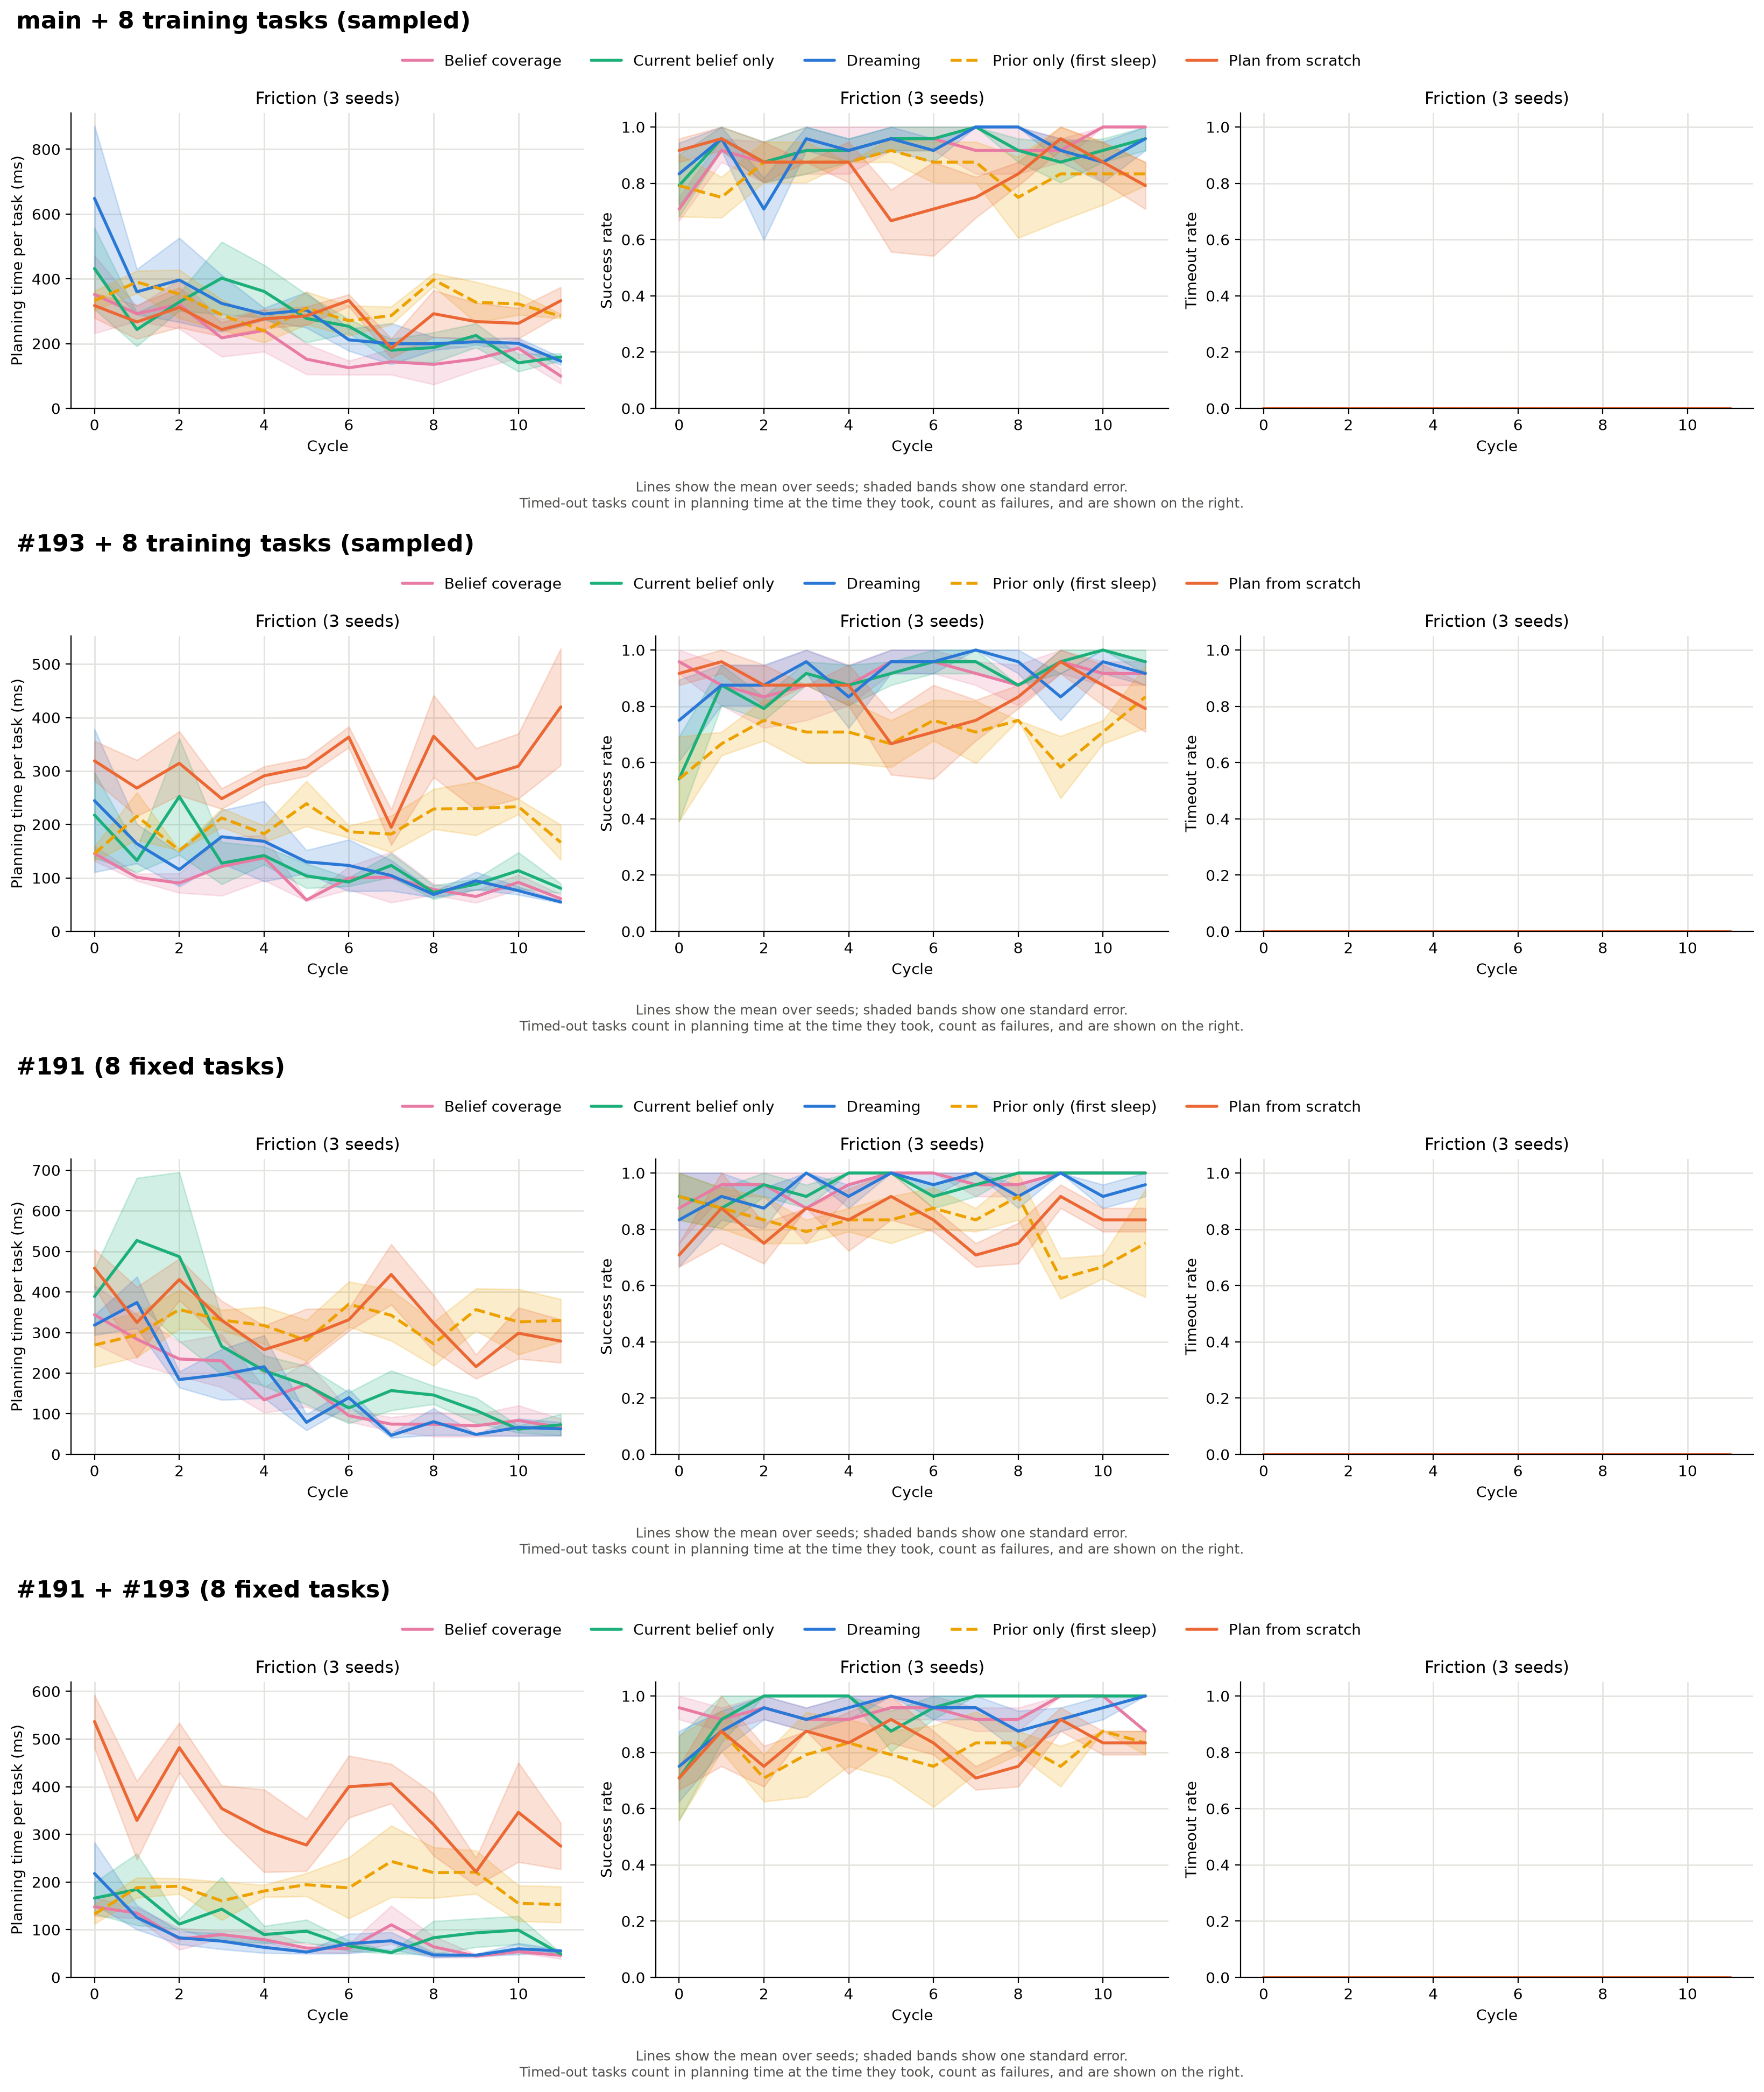 main + 8 training tasks (sampled)
Belief coverage Current belief only Dreaming Prior only (first sleep) Plan from scratch
Friction (3 seeds) Friction (3 seeds) Friction (3 seeds)
Planning time per task (ms)
800
600
400
200
0
0 2 4 6 8 10
Cycle
Success rate
1.0
0.8
0.6
0.4
0.2
0.0
0 2 4 6 8 10
Cycle
Timeout rate
1.0
0.8
0.6
0.4
0.2
0.0
0 2 4 6 8 10
Cycle
Lines show the mean over seeds; shaded bands show one standard error.
Timed-out tasks count in planning time at the time they took, count as failures, and are shown on the right.
#193 + 8 training tasks (sampled)
Belief coverage Current belief only Dreaming Prior only (first sleep) Plan from scratch
Friction (3 seeds) Friction (3 seeds) Friction (3 seeds)
Planning time per task (ms)
500
400
300
200
100
0
0 2 4 6 8 10
Cycle
Success rate
1.0
0.8
0.6
0.4
0.2
0.0
0 2 4 6 8 10
Cycle
Timeout rate
1.0
0.8
0.6
0.4
0.2
0.0
0 2 4 6 8 10
Cycle
Lines show the mean over seeds; shaded bands show one standard error.
Timed-out tasks count in planning time at the time they took, count as failures, and are shown on the right.
#191 (8 fixed tasks)
Belief coverage Current belief only Dreaming Prior only (first sleep) Plan from scratch
Friction (3 seeds) Friction (3 seeds) Friction (3 seeds)
Planning time per task (ms)
700
600
500
400
300
200
100
0
0 2 4 6 8 10
Cycle
Success rate
1.0
0.8
0.6
0.4
0.2
0.0
0 2 4 6 8 10
Cycle
Timeout rate
1.0
0.8
0.6
0.4
0.2
0.0
0 2 4 6 8 10
Cycle
Lines show the mean over seeds; shaded bands show one standard error.
Timed-out tasks count in planning time at the time they took, count as failures, and are shown on the right.
#191 + #193 (8 fixed tasks)
Belief coverage Current belief only Dreaming Prior only (first sleep) Plan from scratch
Friction (3 seeds) Friction (3 seeds) Friction (3 seeds)
Planning time per task (ms)
600
500
400
300
200
100
0
0 2 4 6 8 10
Cycle
Success rate
1.0
0.8
0.6
0.4
0.2
0.0
0 2 4 6 8 10
Cycle
Timeout rate
1.0
0.8
0.6
0.4
0.2
0.0
0 2 4 6 8 10
Cycle
Lines show the mean over seeds; shaded bands show one standard error.
Timed-out tasks count in planning time at the time they took, count as failures, and are shown on the right.